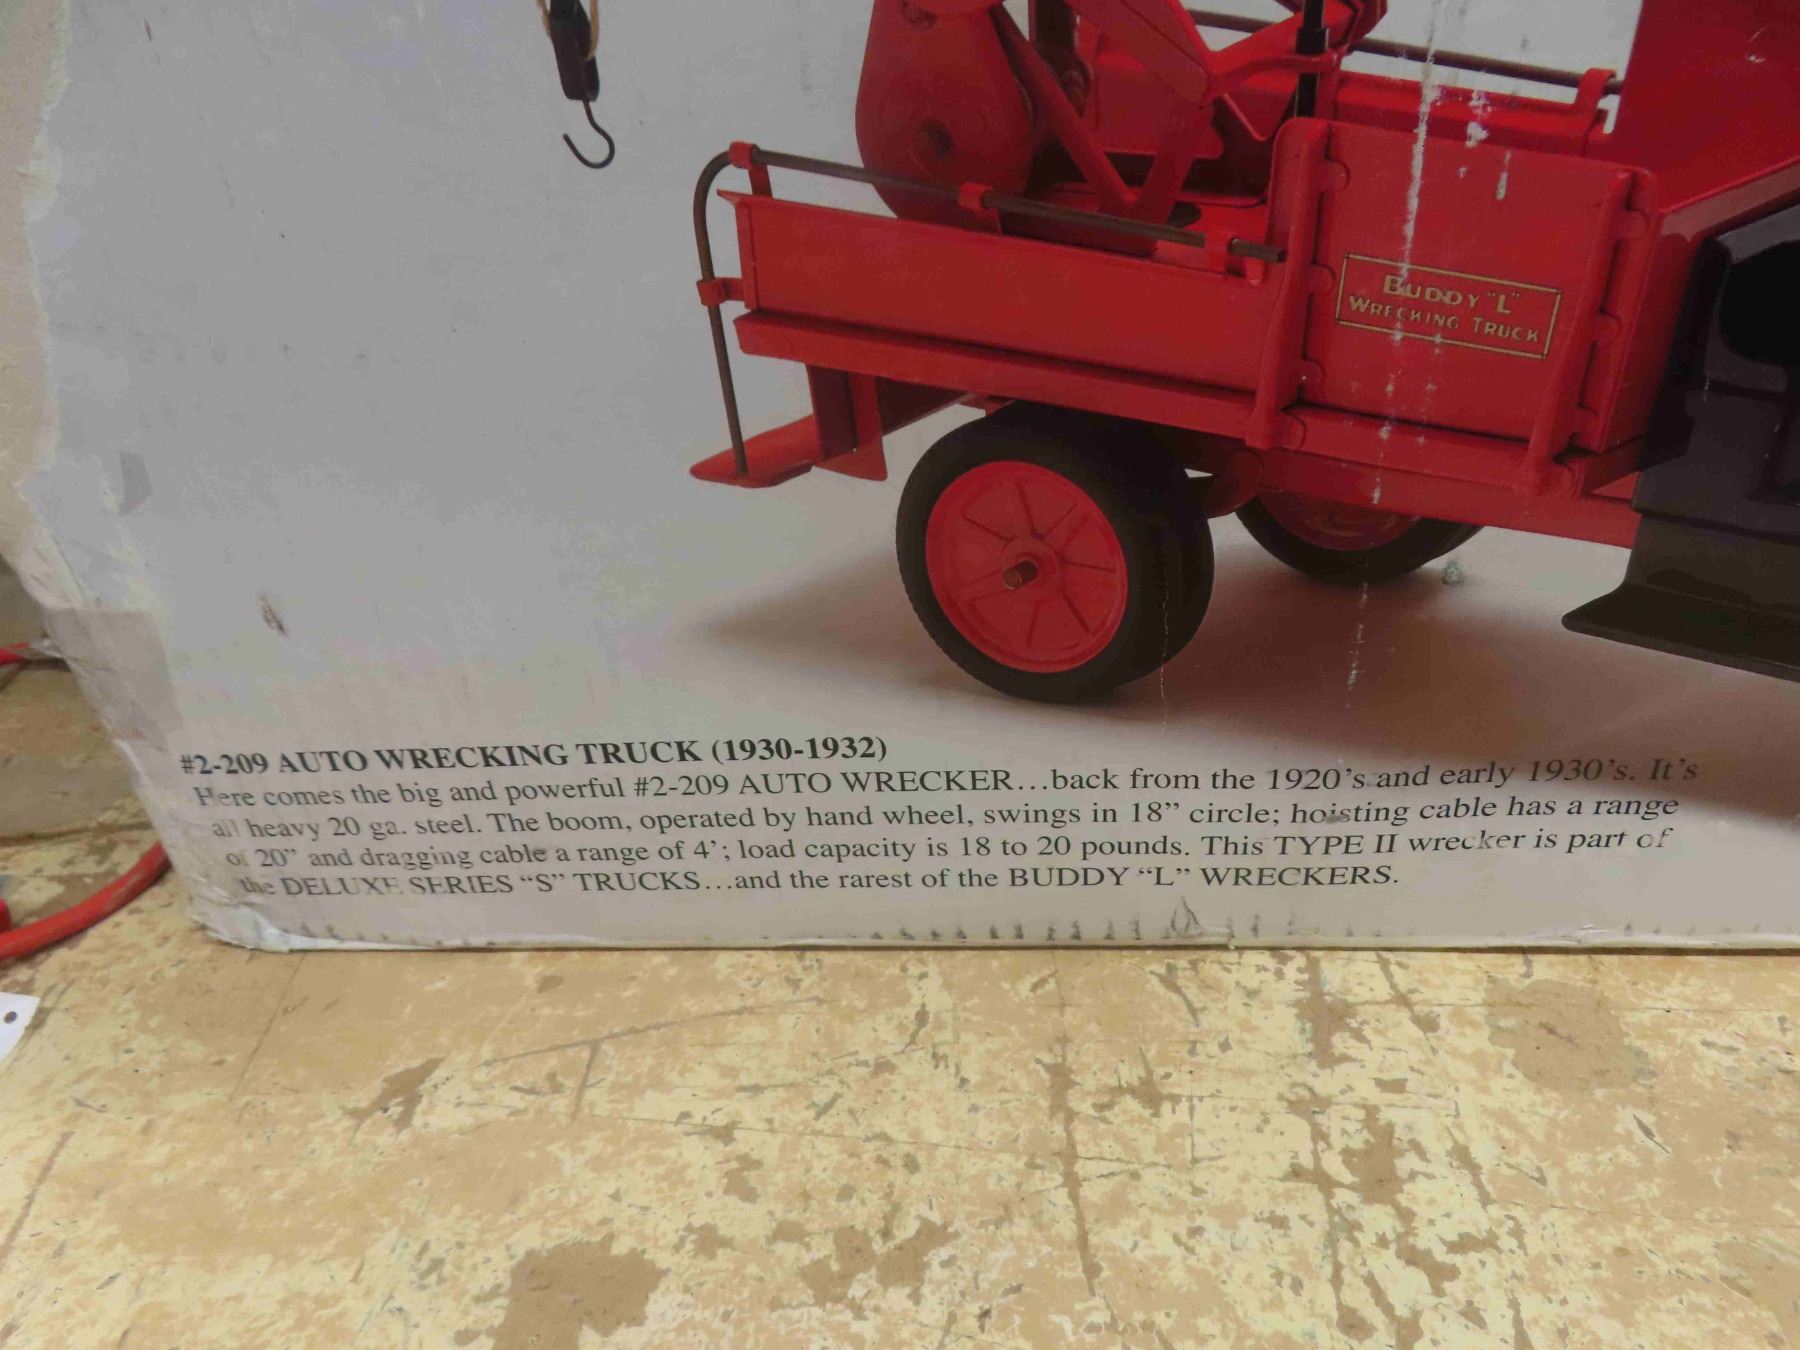 BUDDY "L"
WRECKING TRUCK
#2-209 AUTO WRECKING TRUCK (1930-1932)
Here comes the big and powerful #2-209 AUTO WRECKER...back from the 1920's and early 1930's. It's
all heavy 20 ga. steel. The boom, operated by hand wheel, swings in 18" circle; hoisting cable has a range
of 20" and dragging cable a range of 4'; load capacity is 18 to 20 pounds. This TYPE II wrecker is part of
the DELUXE SERIES "S" TRUCKS...and the rarest of the BUDDY "L" WRECKERS.